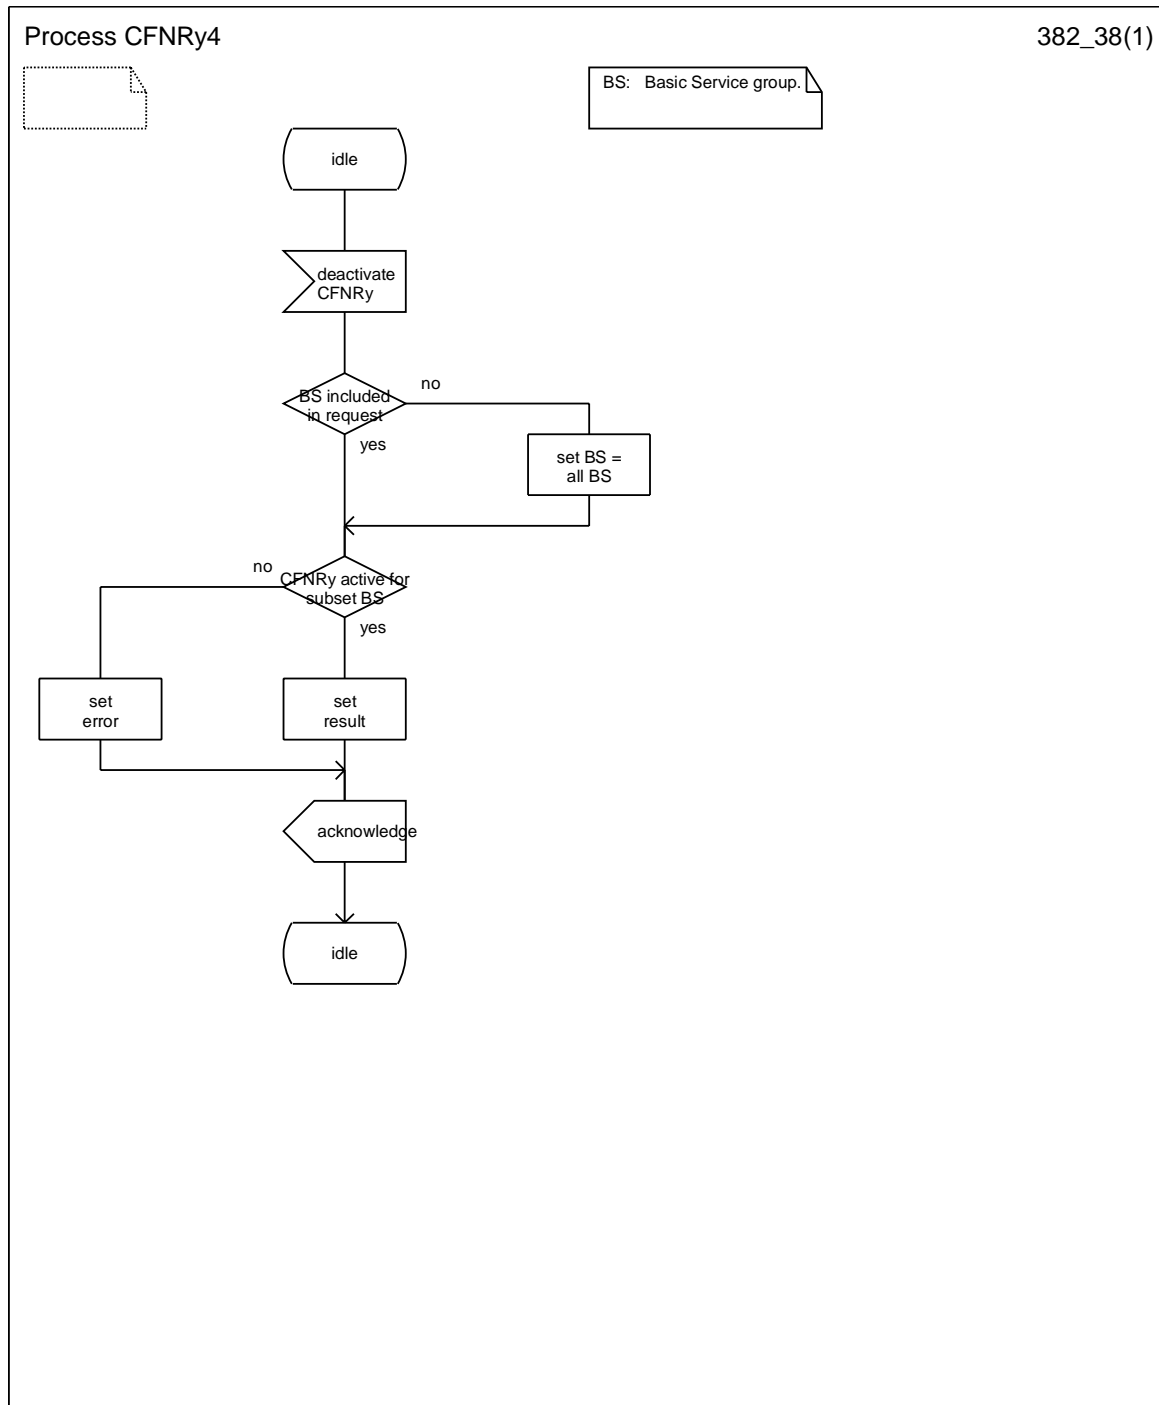 Process CFNRy4
382_38(1)
BS: Basic Service group.
idle
deactivate
CFNRy
BS included
in request
no
yes
set BS =
all BS
no
CFNRy active for
subset BS
yes
set
error
set
result
acknowledge
idle